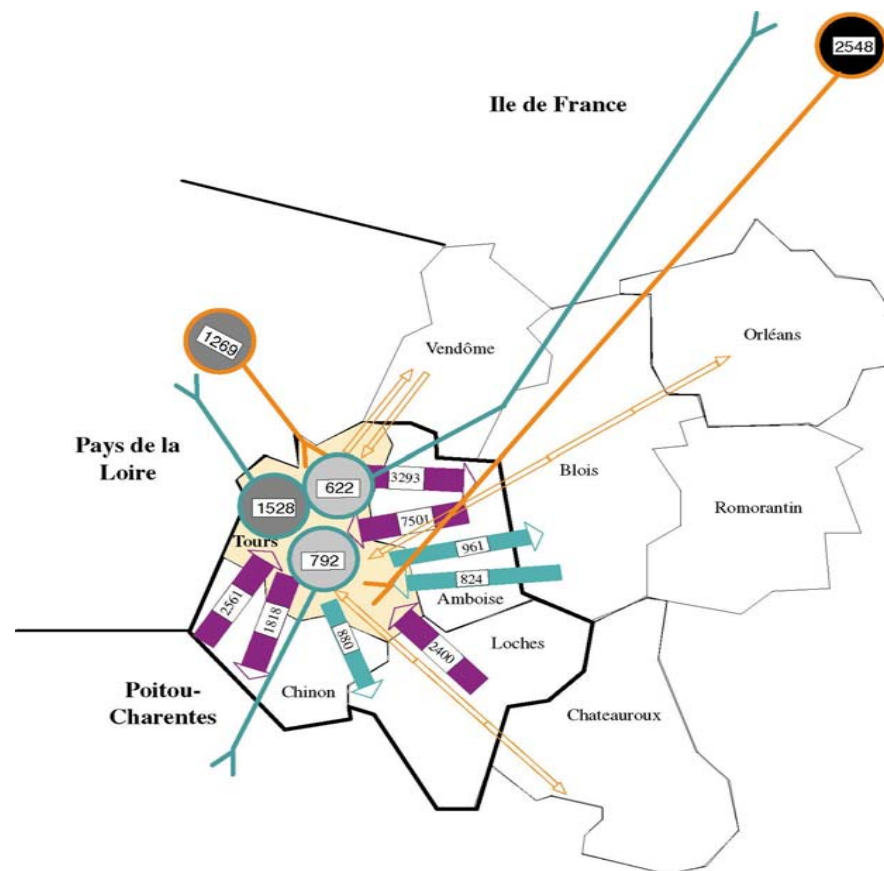 2548
Ile de France
Orléans
1269
Vendôme
Pays de la
Loire
Blois
3293
622
1528
7501
Romorantin
Tours
961
792
824
Amboise
2561
1818
880
2400
Loches
Chinon
Poitou-
Charentes
Chateauroux